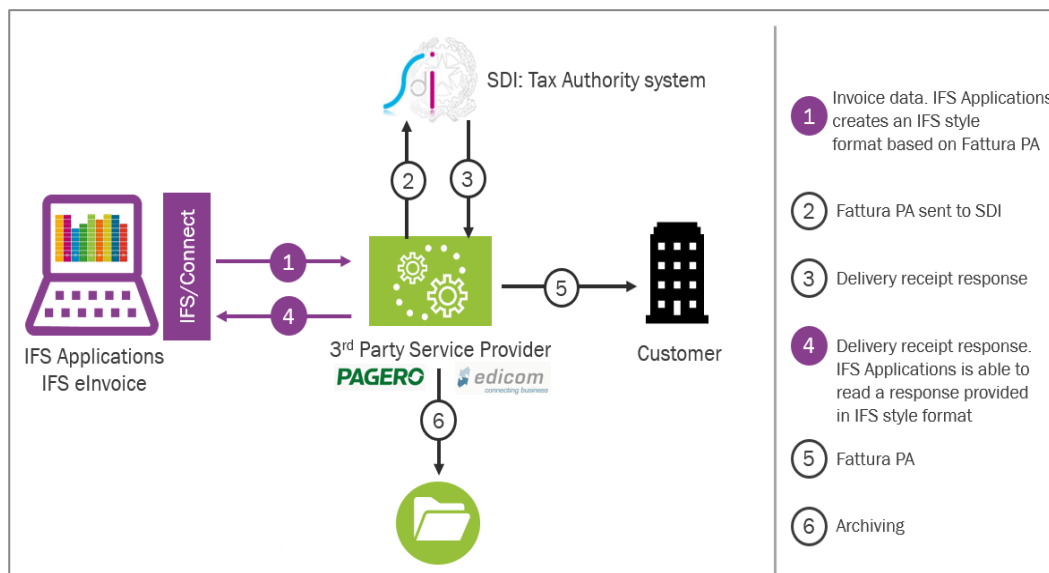 SDI: Tax Authority system
2
3
IFS/Connect
1
4
5
IFS Applications
IFS eInvoice
3rd Party Service Provider
PAGERO
edicom
connecting business
Customer
6
1 Invoice data. IFS Applications
creates an IFS style
format based on Fattura PA
2 Fattura PA sent to SDI
3 Delivery receipt response
4 Delivery receipt response.
IFS Applications is able to
read a response provided
in IFS style format
5 Fattura PA
6 Archiving